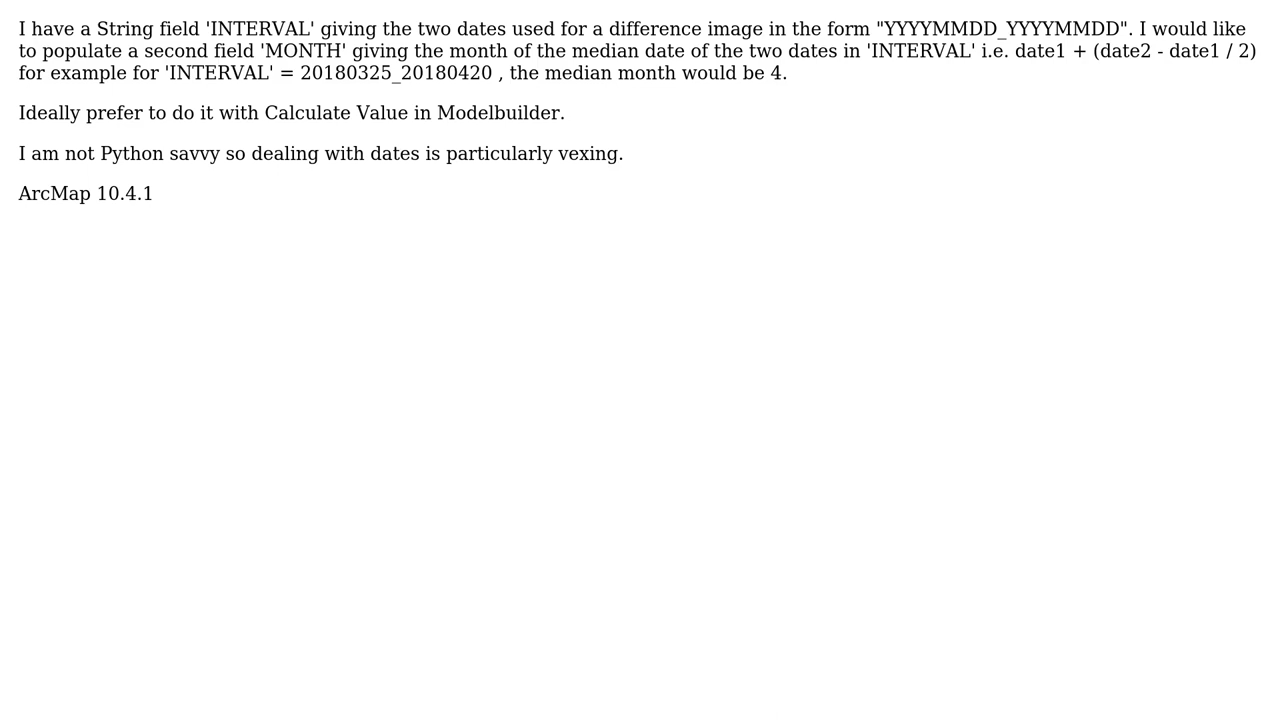 I have a String field 'INTERVAL' giving the two dates used for a difference image in the form "YYYYMMDD_YYYYMMDD". I would like
to populate a second field 'MONTH' giving the month of the median date of the two dates in 'INTERVAL' i.e. date1 + (date2 - date1 / 2)
for example for 'INTERVAL' = 20180325_20180420 , the median month would be 4.
Ideally prefer to do it with Calculate Value in Modelbuilder.
I am not Python savvy so dealing with dates is particularly vexing.
ArcMap 10.4.1